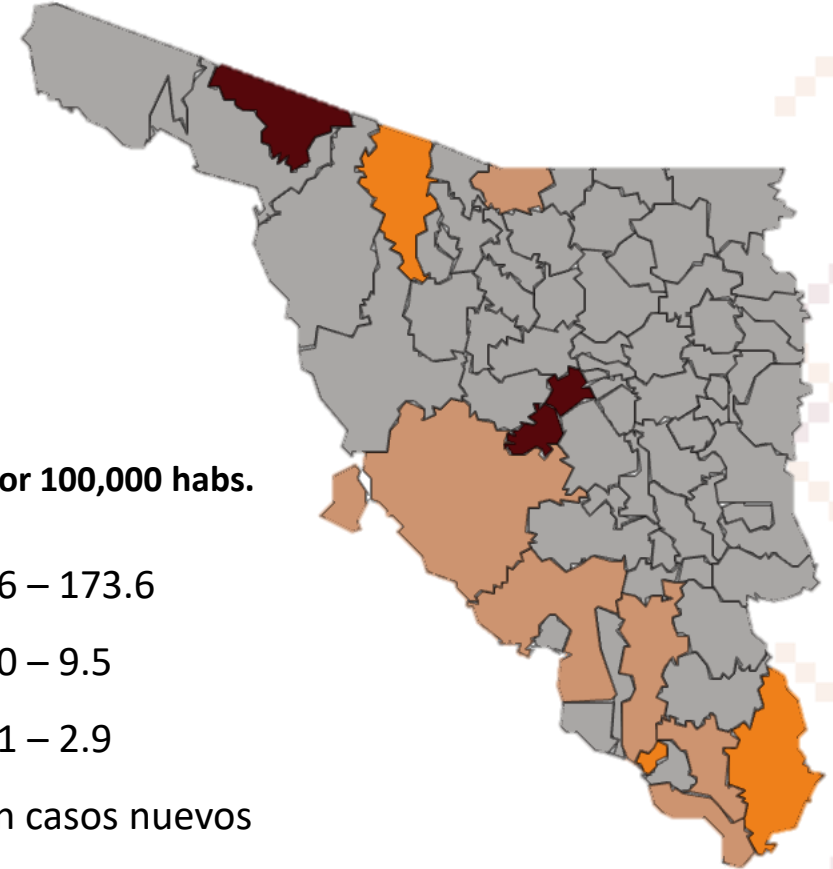 or 100,000 habs.
6 – 173.6
0 – 9.5
1 – 2.9
n casos nuevos